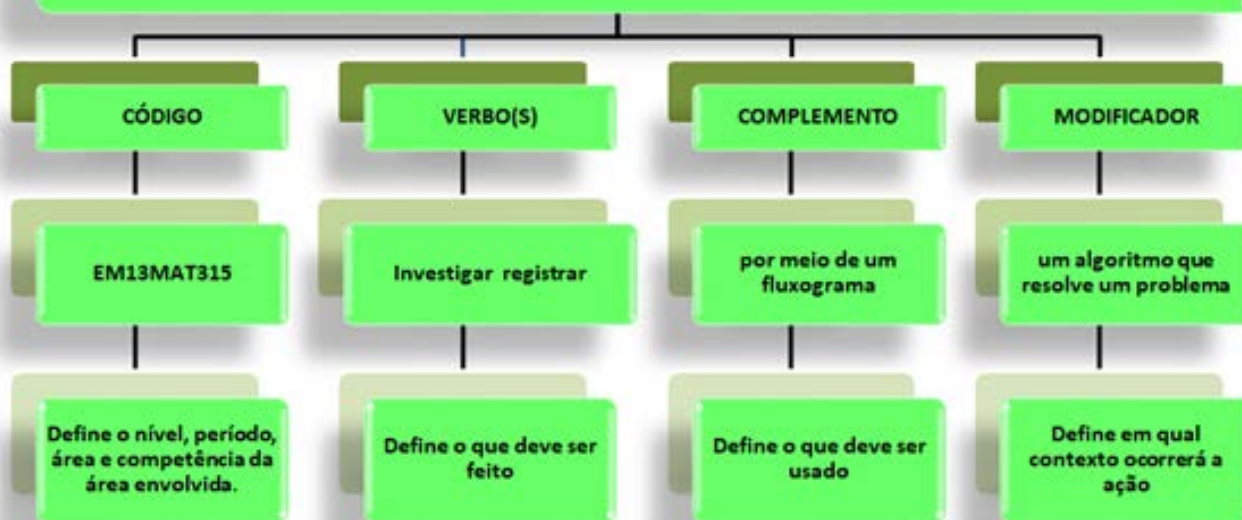 CÓDIGO
VERBO(S)
COMPLEMENTO
MODIFICADOR
EM13MAT315
Investigar registrar
por meio de um
fluxograma
um algoritmo que
resolve um problema
Define o nível, período,
área e competência da
área envolvida.
Define o que deve ser
feito
Define o que deve ser
usado
Define em qual
contexto ocorrerá a
ação